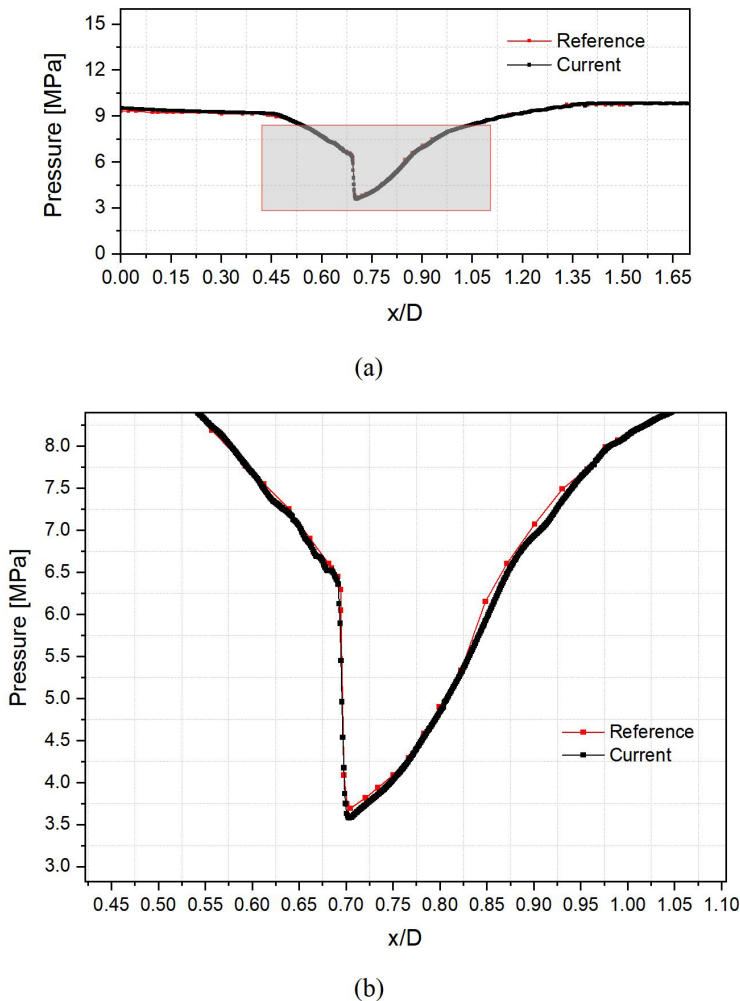 15
12
9
6
3
0
Pressure [MPa]
Reference
Current
0.00 0.15 0.30 0.45 0.60 0.75 0.90 1.05 1.20 1.35 1.50 1.65
x/D
(a)
8.0
7.5
7.0
6.5
6.0
5.5
5.0
4.5
4.0
3.5
3.0
Pressure [MPa]
Reference
Current
0.45 0.50 0.55 0.60 0.65 0.70 0.75 0.80 0.85 0.90 0.95 1.00 1.05 1.10
x/D
(b)